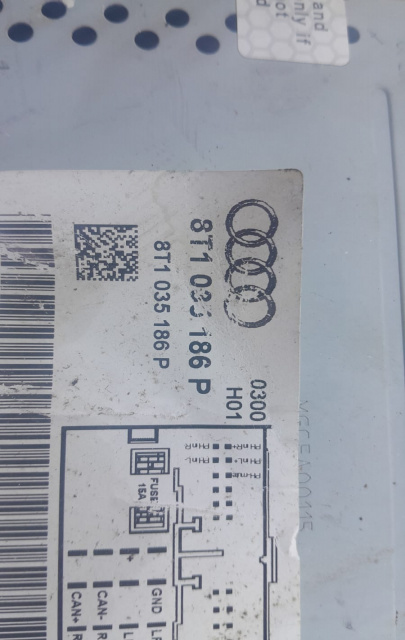 and
nly if
ot
d
8T1 035 186 P
8T1 035 186 P
0300
H01
FUSE
15A
+
GND
CAN-
CAN+